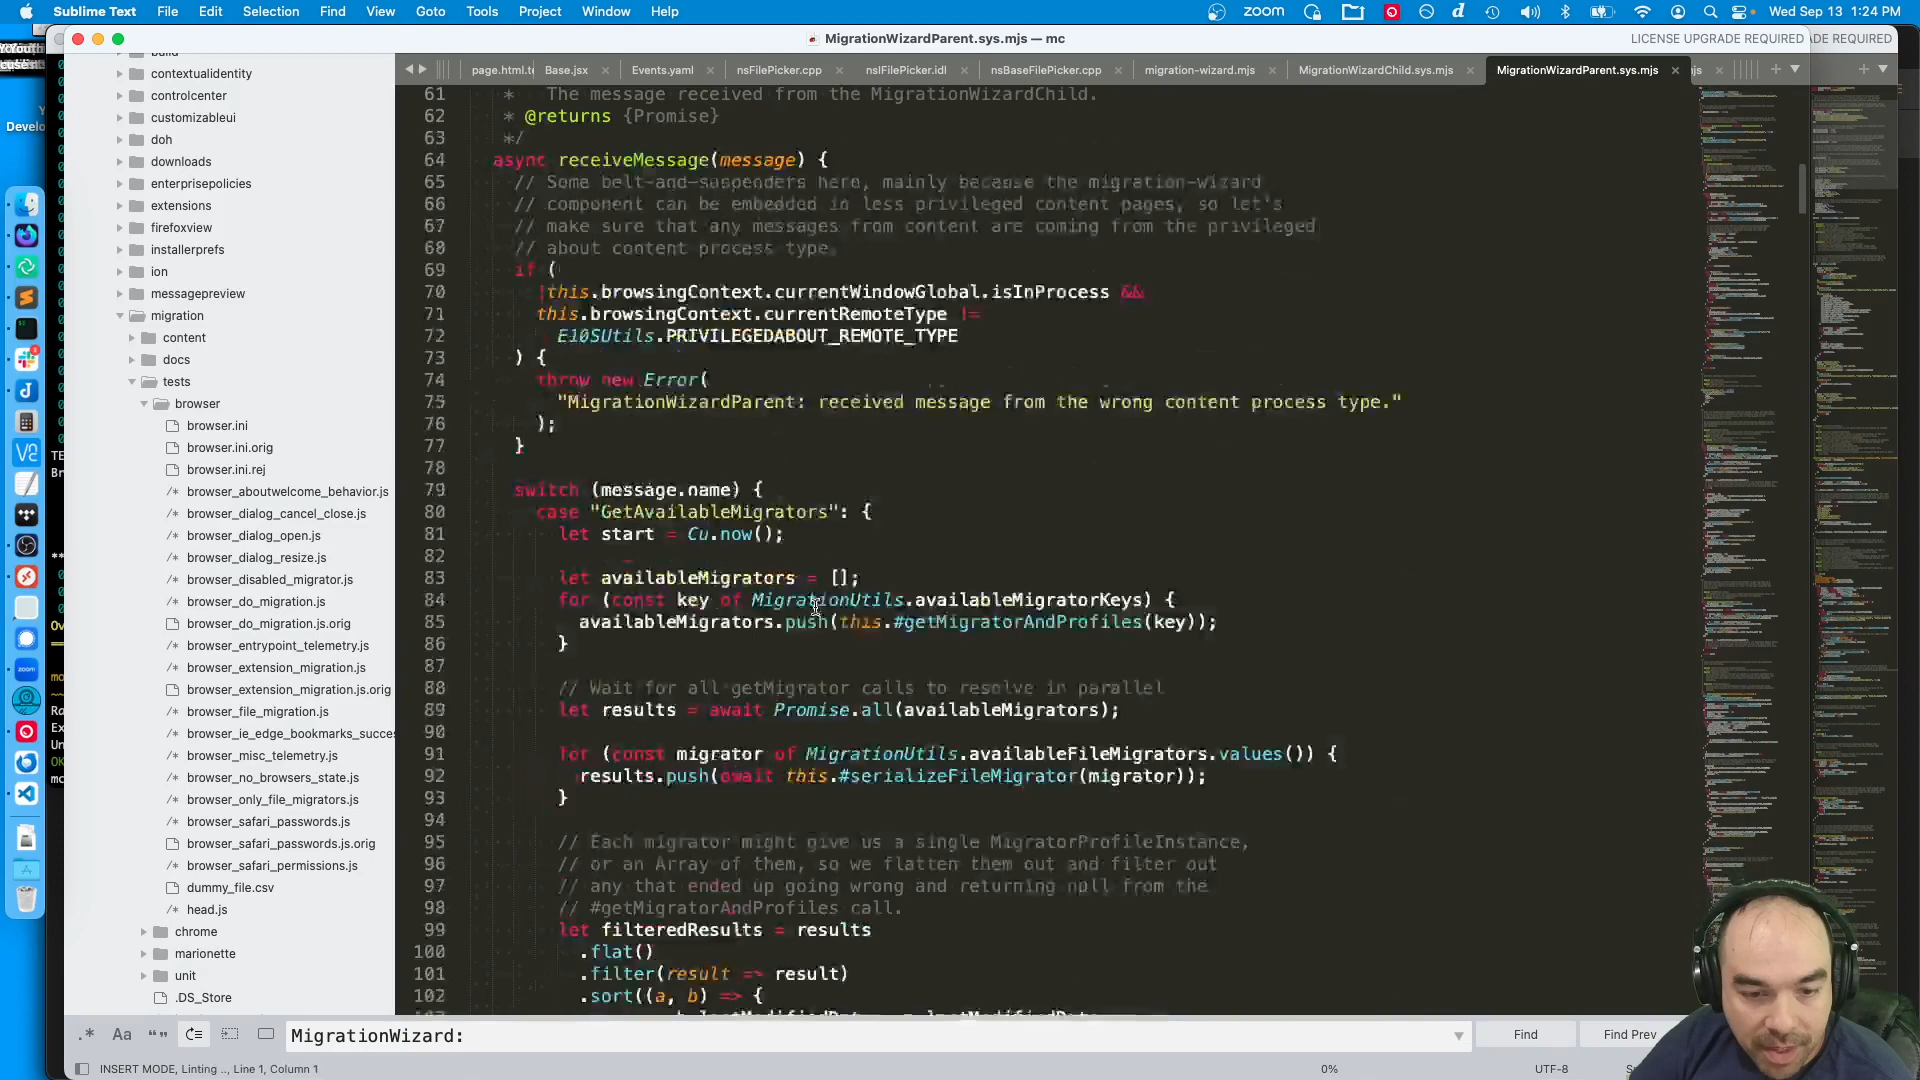 Sublime Text File Edit Selection Find View Goto Tools Project Window Help zoom Wed Sep 13 1:24 PM
MigrationWizardParent.sys.mjs — mc LICENSE UPGRADE REQUIRED ADE REQUIRED
page.html.t Base.jsx × Events.yaml × nsFilePicker.cpp × nsIFilePicker.idl × nsBaseFilePicker.cpp × migration-wizard.mjs × MigrationWizardChild.sys.mjs × MigrationWizardParent.sys.mjs × js ×
Develo
build
contextualidentity
controlcenter
customizableui
doh
downloads
enterprisepolicies
extensions
firefoxview
installerprefs
ion
messagepreview
migration
content
docs
tests
browser
browser.ini
browser.ini.orig
browser.ini.rej
/* browser_aboutwelcome_behavior.js
/* browser_dialog_cancel_close.js
/* browser_dialog_open.js
/* browser_dialog_resize.js
/* browser_disabled_migrator.js
/* browser_do_migration.js
browser_do_migration.js.orig
/* browser_entrypoint_telemetry.js
/* browser_extension_migration.js
browser_extension_migration.js.orig
/* browser_file_migration.js
/* browser_ie_edge_bookmarks_succes
/* browser_misc_telemetry.js
/* browser_no_browsers_state.js
/* browser_only_file_migrators.js
/* browser_safari_passwords.js
browser_safari_passwords.js.orig
/* browser_safari_permissions.js
dummy_file.csv
/* head.js
chrome
marionette
unit
.DS_Store
61 * The message received from the MigrationWizardChild.
62 * @returns {Promise}
63 */
64 async receiveMessage(message) {
65 // Some belt-and-suspenders here, mainly because the migration-wizard
66 // component can be embedded in less privileged content pages, so let's
67 // make sure that any messages from content are coming from the privileged
68 // about content process type.
69 if (
70 !this.browsingContext.currentWindowGlobal.isInProcess &&
71 this.browsingContext.currentRemoteType !=
72 E10SUtils.PRIVILEGEDABOUT_REMOTE_TYPE
73 ) {
74 throw new Error(
75 "MigrationWizardParent: received message from the wrong content process type."
76 );
77 }
78
79 switch (message.name) {
80 case "GetAvailableMigrators": {
81 let start = Cu.now();
82
83 let availableMigrators = [];
84 for (const key of MigrationUtils.availableMigratorKeys) {
85 availableMigrators.push(this.#getMigratorAndProfiles(key));
86 }
87
88 // Wait for all getMigrator calls to resolve in parallel
89 let results = await Promise.all(availableMigrators);
90
91 for (const migrator of MigrationUtils.availableFileMigrators.values()) {
92 results.push(await this.#serializeFileMigrator(migrator));
93 }
94
95 // Each migrator might give us a single MigratorProfileInstance,
96 // or an Array of them, so we flatten them out and filter out
97 // any that ended up going wrong and returning null from the
98 // #getMigratorAndProfiles call.
99 let filteredResults = results
100 .flat()
101 .filter(result => result)
102 .sort((a, b) => {
.* Aa “” MigrationWizard: Find Find Prev
INSERT MODE, Linting .., Line 1, Column 1 0% UTF-8